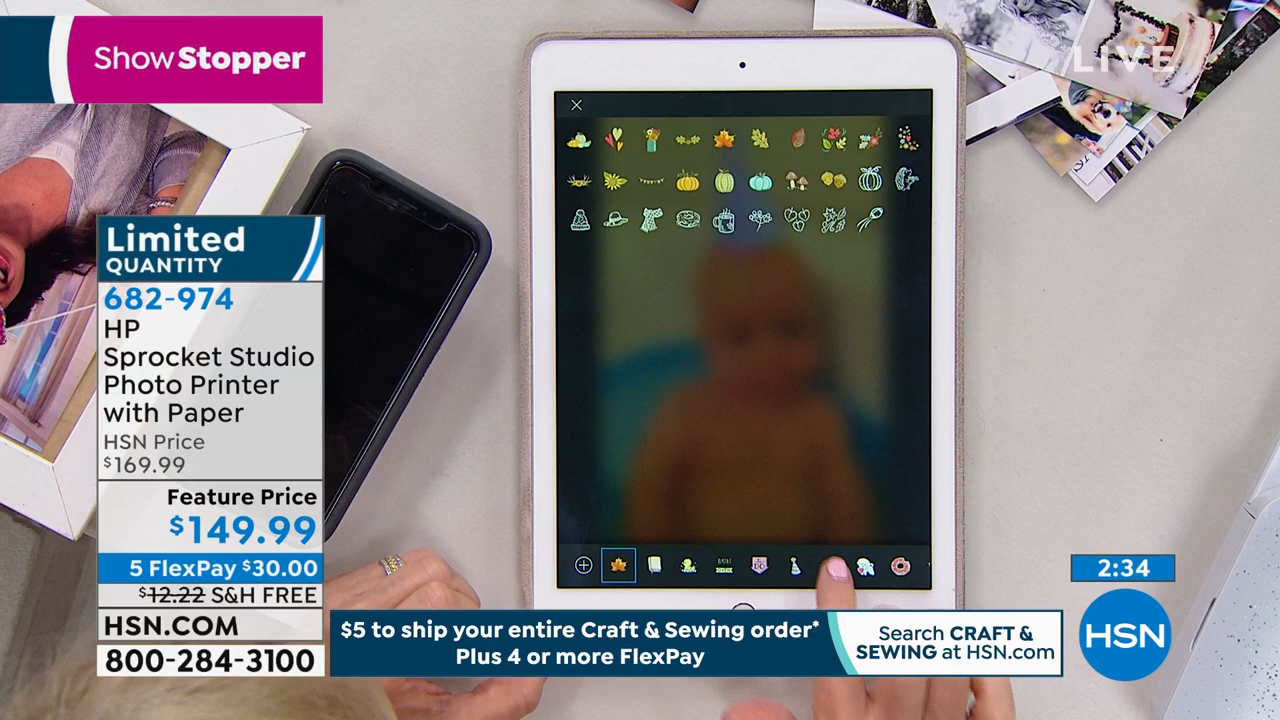 Show Stopper
LIVE
Limited
QUANTITY
682-974
HP
Sprocket Studio
Photo Printer
with Paper
HSN Price
$169.99
Feature Price
$149.99
5 FlexPay $30.00
$12.22 S&H FREE
HSN.COM
800-284-3100
$5 to ship your entire Craft & Sewing order*
Plus 4 or more FlexPay
Search CRAFT &
SEWING at HSN.com
2:34
HSN